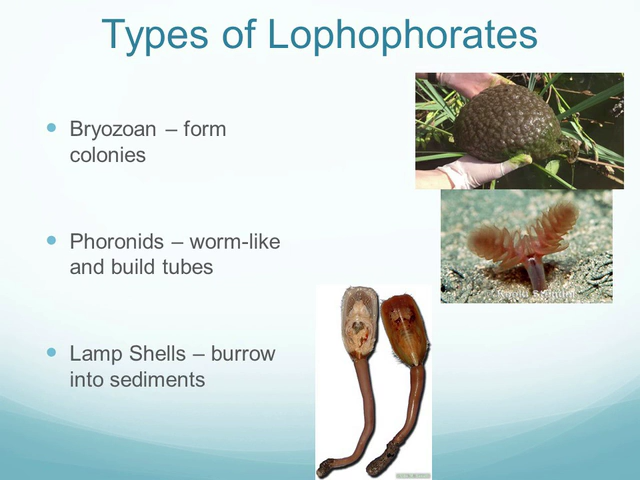 Types of Lophophorates
Bryozoan – form
colonies
Phoronids – worm-like
and build tubes
Lamp Shells – burrow
into sediments